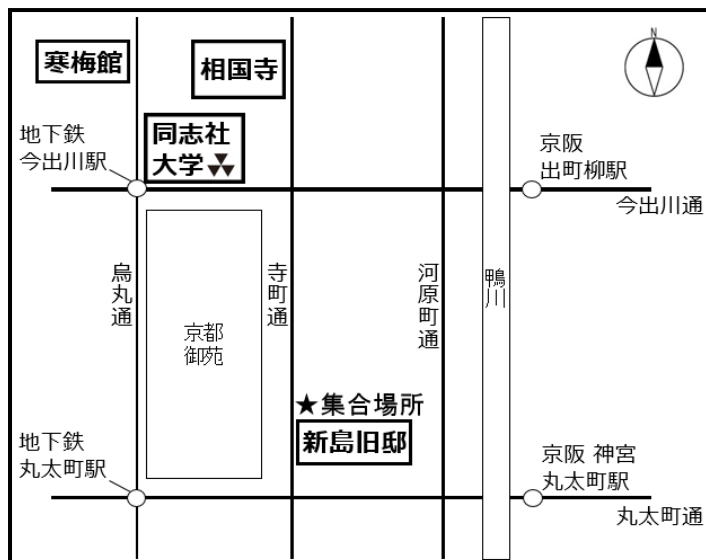 寒梅館
相国寺
N
地下鉄
今出川駅
同志社
大学
京阪
出町柳駅
今出川通
烏丸通
寺町通
河原町通
鴨川
京都
御苑
★集合場所
新島旧邸
地下鉄
丸太町駅
京阪 神宮
丸太町駅
丸太町通